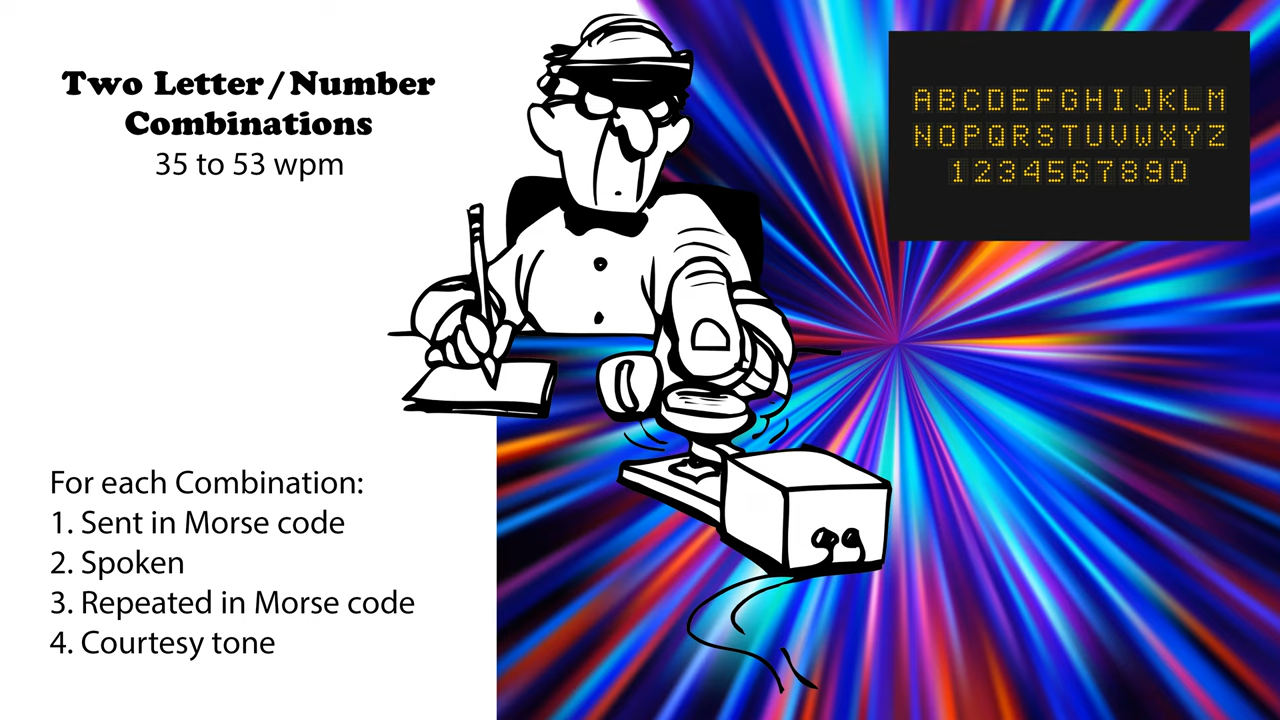 Two Letter/Number
Combinations
35 to 53 wpm
ABCDEFGHIJKLM
NOPQRSTUVWXYZ
1234567890
For each Combination:
1. Sent in Morse code
2. Spoken
3. Repeated in Morse code
4. Courtesy tone